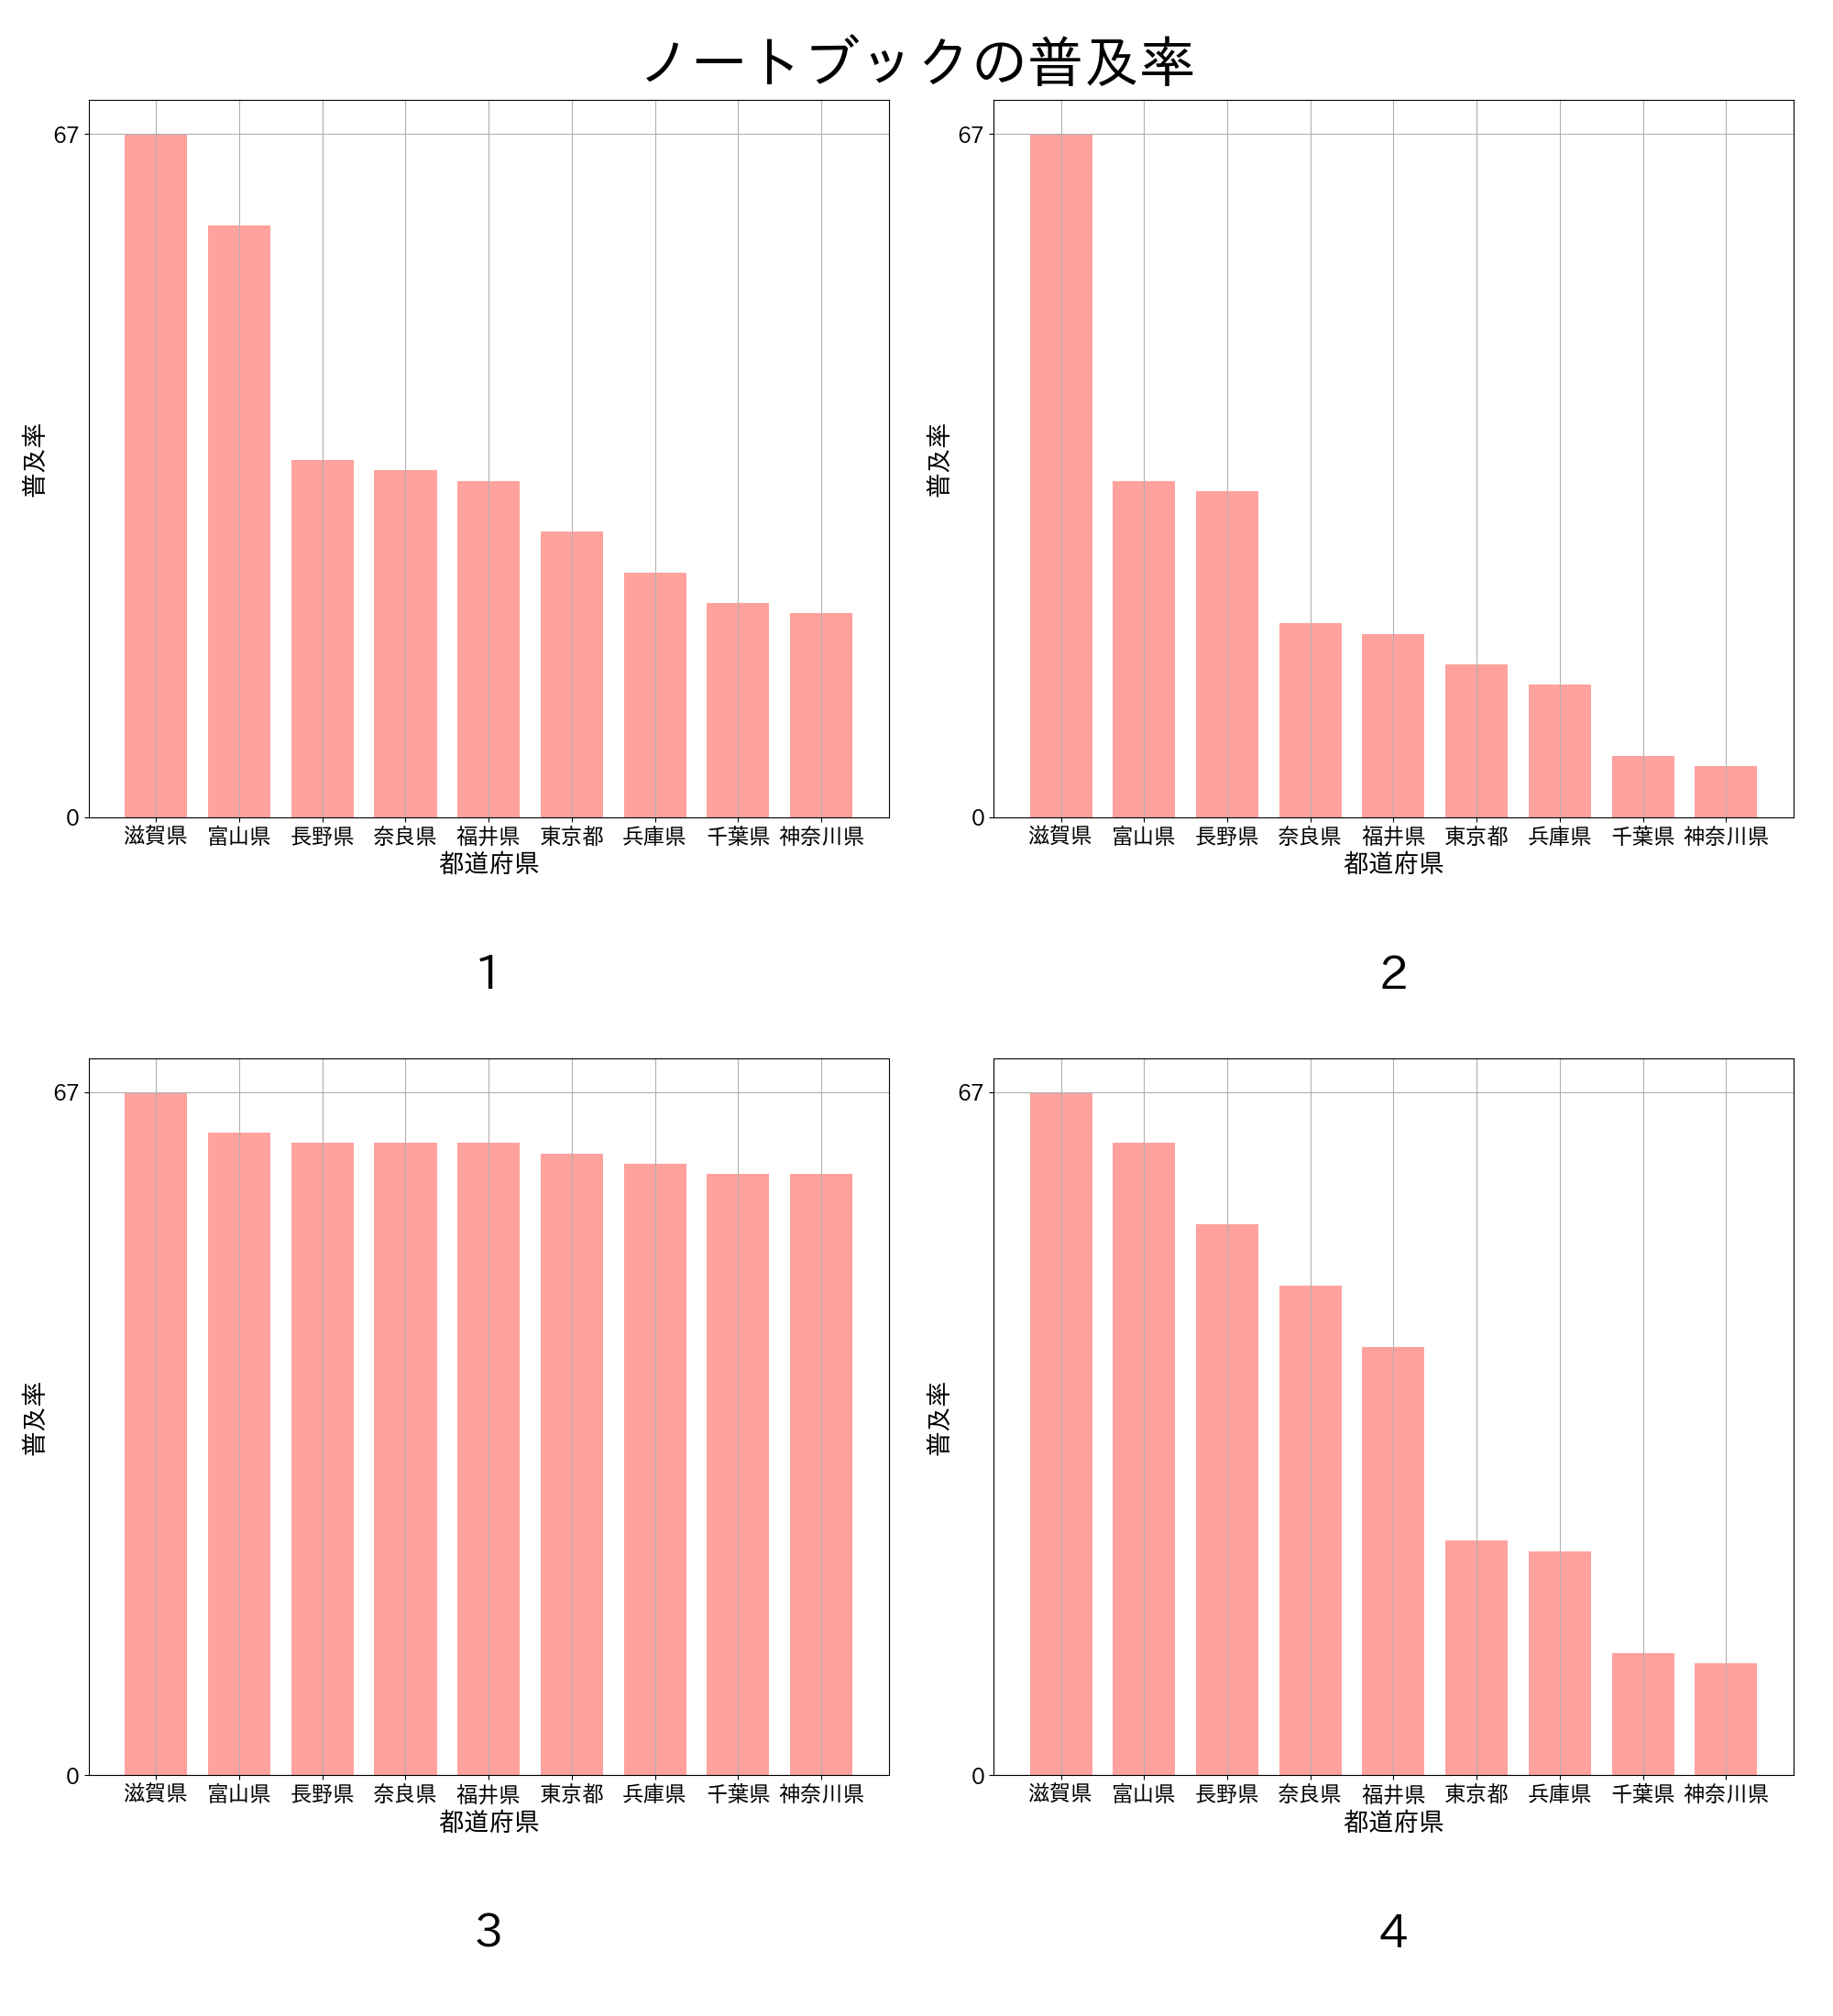 ノートブックの普及率
67
0
普及率
滋賀県 富山県 長野県 奈良県 福井県 東京都 兵庫県 千葉県 神奈川県
都道府県
1
67
0
普及率
滋賀県 富山県 長野県 奈良県 福井県 東京都 兵庫県 千葉県 神奈川県
都道府県
2
67
0
普及率
滋賀県 富山県 長野県 奈良県 福井県 東京都 兵庫県 千葉県 神奈川県
都道府県
3
67
0
普及率
滋賀県 富山県 長野県 奈良県 福井県 東京都 兵庫県 千葉県 神奈川県
都道府県
4